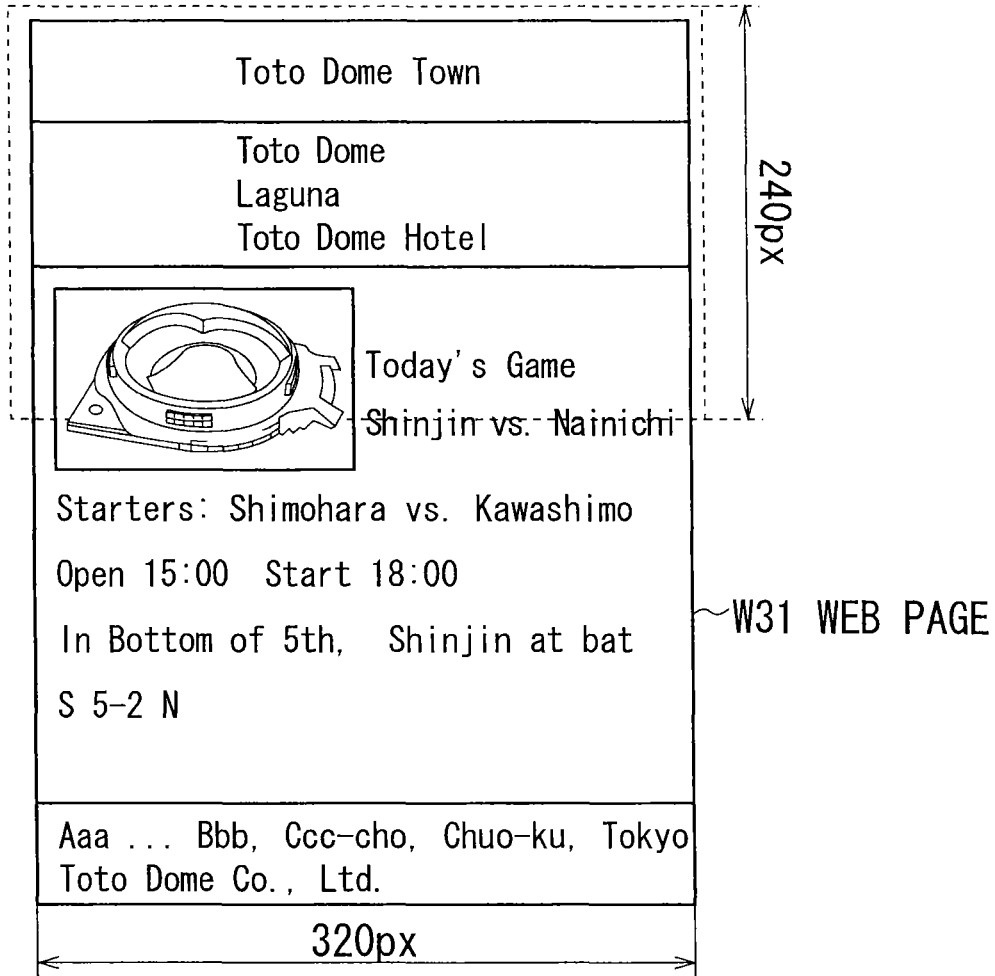 Toto Dome Town
Toto Dome
Laguna
Toto Dome Hotel
240px
Today's Game
Shinjin vs. Nainichi
Starters: Shimohara vs. Kawashimo
Open 15:00 Start 18:00
In Bottom of 5th, Shinjin at bat
S 5-2 N
W31 WEB PAGE
Aaa ... Bbb, Ccc-cho, Chuo-ku, Tokyo
Toto Dome Co., Ltd.
320px